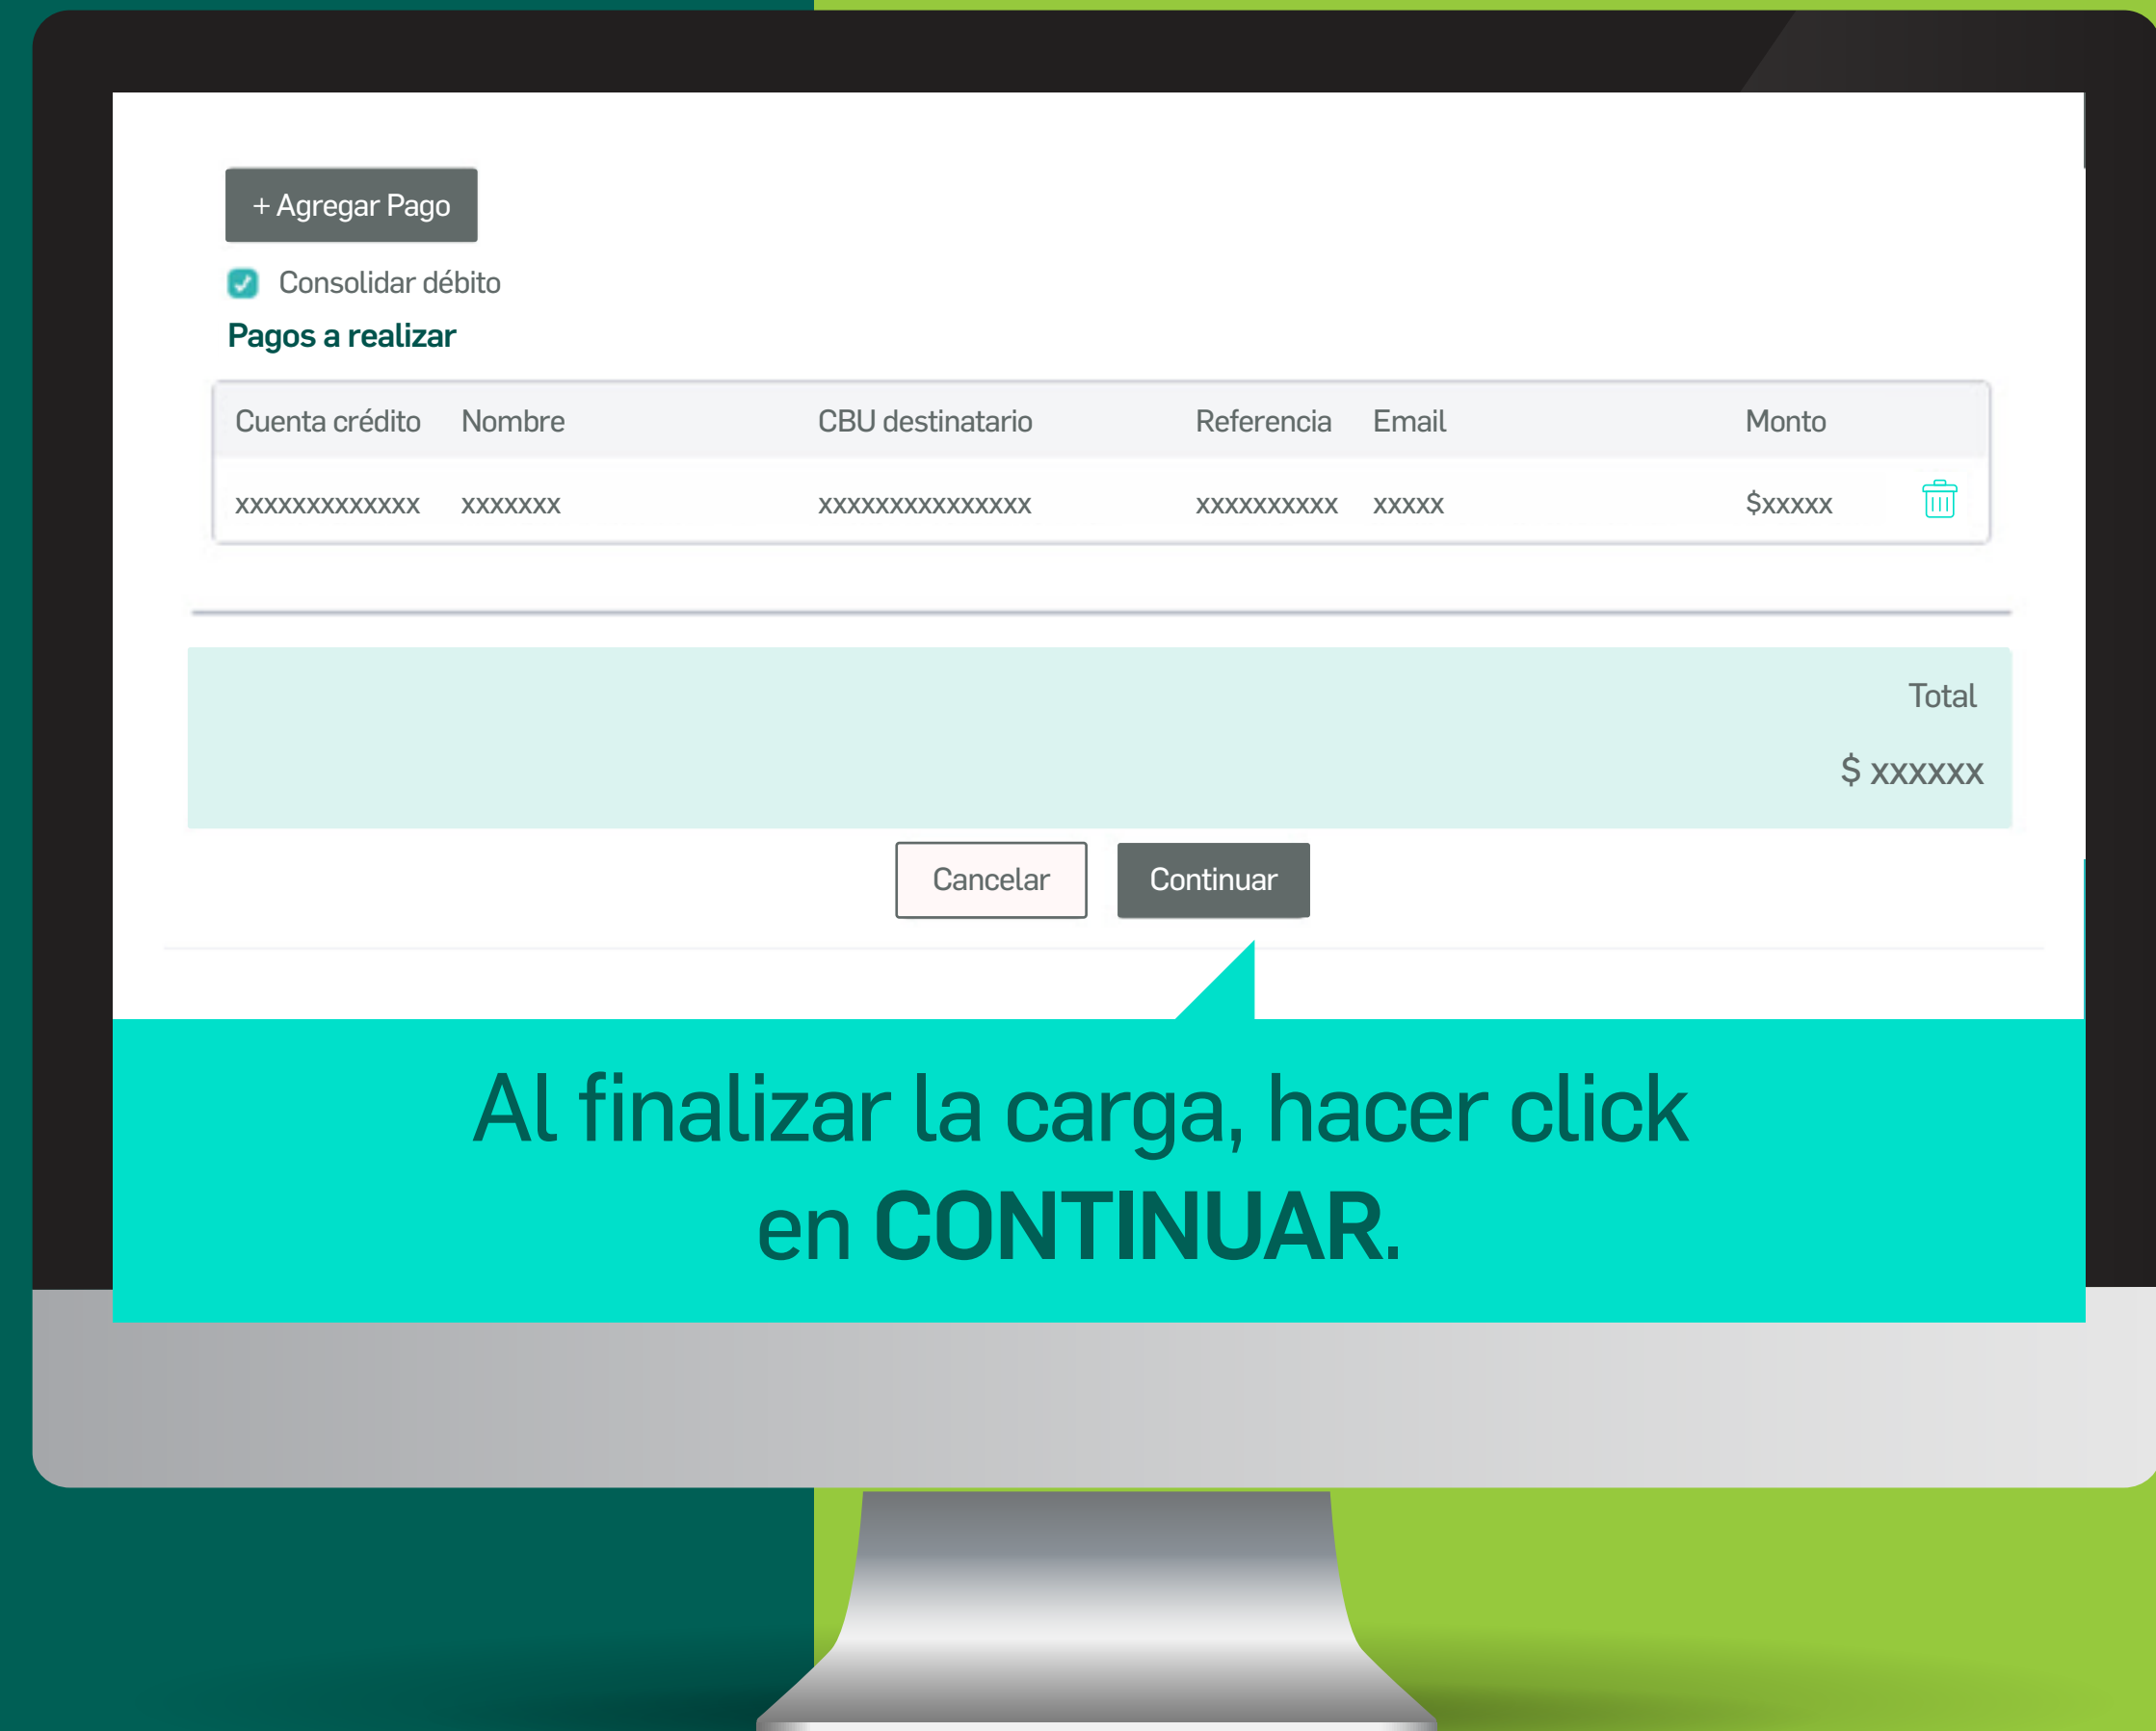 + Agregar Pago
Consolidar débito
Pagos a realizar
Cuenta crédito Nombre CBU destinatario Referencia Email Monto
xxxxxxxxxxxxx xxxxxxx xxxxxxxxxxxxxxx xxxxxxxxxx xxxxx $xxxxx
Total
$ xxxxxx
Cancelar Continuar
Al finalizar la carga, hacer click
en CONTINUAR.